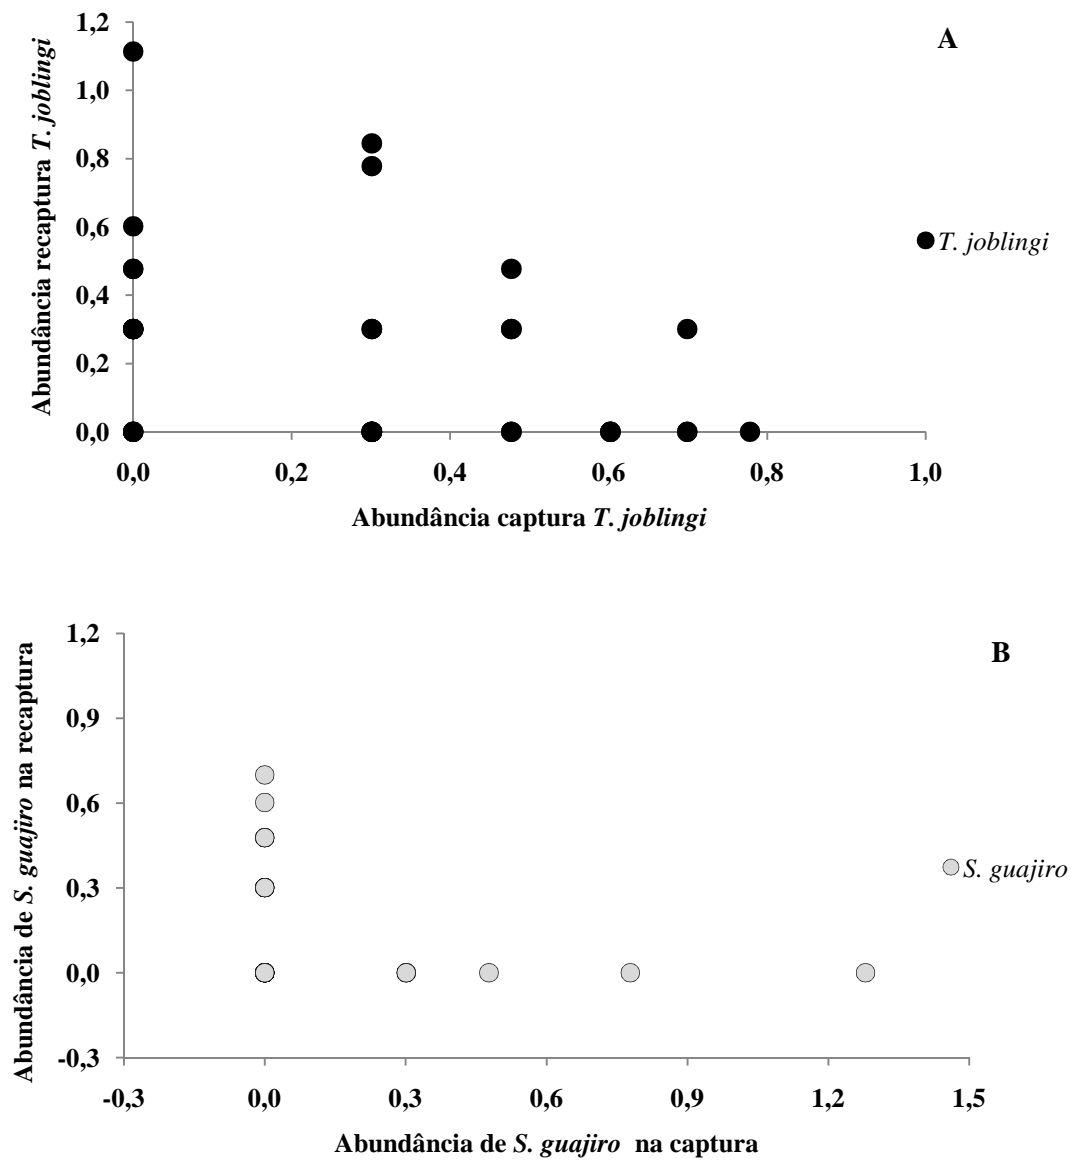 A
Abundância recaptura T. joblingi
1,2
1,0
0,8
0,6
0,4
0,2
0,0
T. joblingi
0,0 0,2 0,4 0,6 0,8 1,0
Abundância captura T. joblingi
B
Abundância de S. guajiro na recaptura
1,2
0,9
0,6
0,3
0,0
-0,3
S. guajiro
-0,3 0,0 0,3 0,6 0,9 1,2 1,5
Abundância de S. guajiro na captura